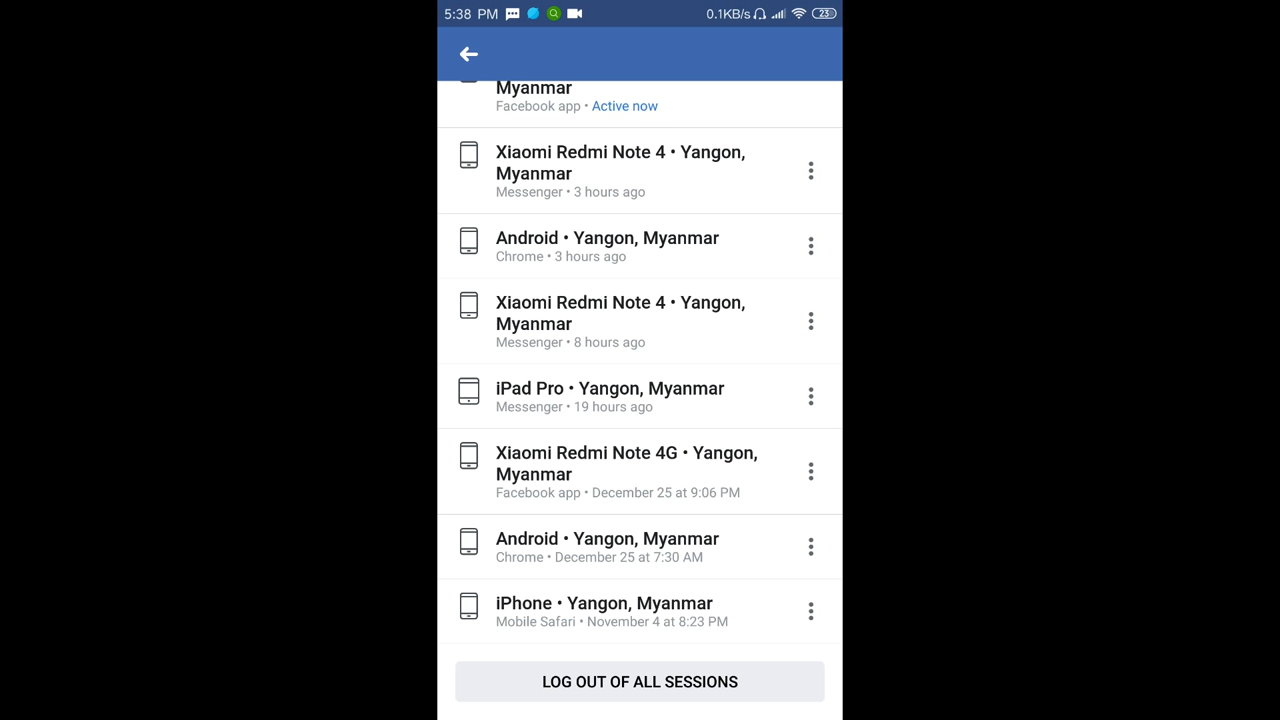 5:38 PM 0.1KB/s 23
Myanmar
Facebook app • Active now
Xiaomi Redmi Note 4 • Yangon,
Myanmar
Messenger • 3 hours ago
Android • Yangon, Myanmar
Chrome • 3 hours ago
Xiaomi Redmi Note 4 • Yangon,
Myanmar
Messenger • 8 hours ago
iPad Pro • Yangon, Myanmar
Messenger • 19 hours ago
Xiaomi Redmi Note 4G • Yangon,
Myanmar
Facebook app • December 25 at 9:06 PM
Android • Yangon, Myanmar
Chrome • December 25 at 7:30 AM
iPhone • Yangon, Myanmar
Mobile Safari • November 4 at 8:23 PM
LOG OUT OF ALL SESSIONS